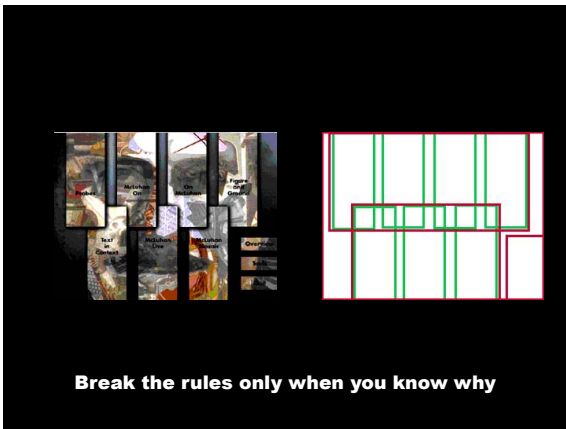 Probes
McLuhan
On
On
McLuhan
Figure
and
Ground
Text
in
Context
McLuhan
Live
McLuhan
Mosaic
Overview
Tools
Break the rules only when you know why